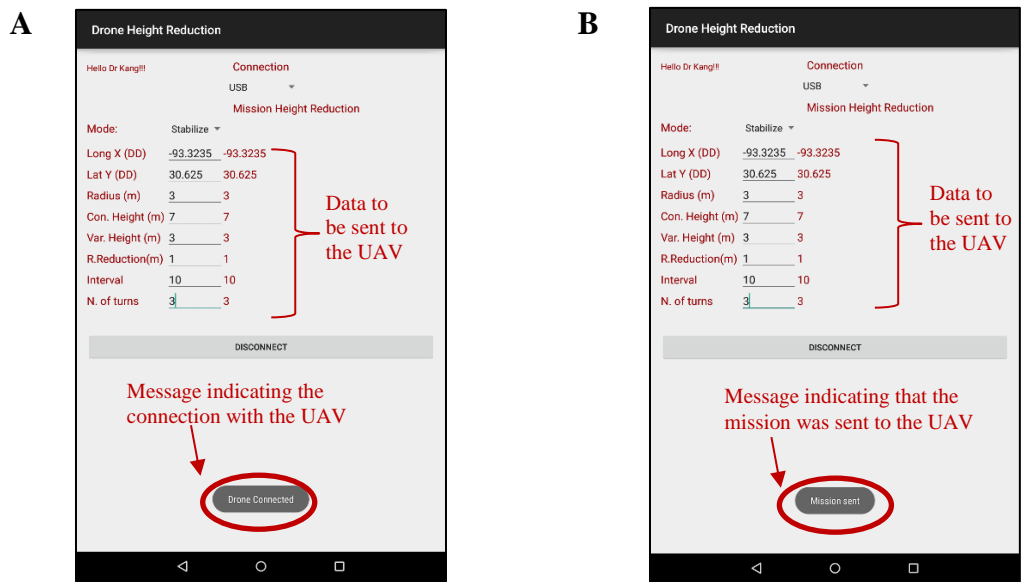 A
Drone Height Reduction
Hello Dr Kang!!!
Connection
USB
Mission Height Reduction
Mode: Stabilize
Long X (DD) -93.3235 -93.3235
Lat Y (DD) 30.625 30.625
Radius (m) 3 3
Con. Height (m) 7 7
Var. Height (m) 3 3
R.Reduction(m) 1 1
Interval 10 10
N. of turns 3 3
Data to
be sent to
the UAV
DISCONNECT
Message indicating the
connection with the UAV
Drone Connected
B
Drone Height Reduction
Hello Dr Kang!!!
Connection
USB
Mission Height Reduction
Mode: Stabilize
Long X (DD) -93.3235 -93.3235
Lat Y (DD) 30.625 30.625
Radius (m) 3 3
Con. Height (m) 7 7
Var. Height (m) 3 3
R.Reduction(m) 1 1
Interval 10 10
N. of turns 3 3
Data to
be sent to
the UAV
DISCONNECT
Message indicating that the
mission was sent to the UAV
Mission sent